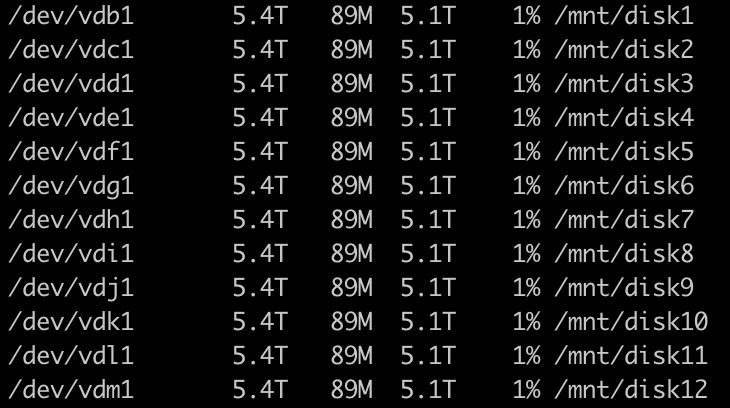 /dev/vdb1 5.4T 89M 5.1T 1% /mnt/disk1
/dev/vdc1 5.4T 89M 5.1T 1% /mnt/disk2
/dev/vdd1 5.4T 89M 5.1T 1% /mnt/disk3
/dev/vde1 5.4T 89M 5.1T 1% /mnt/disk4
/dev/vdf1 5.4T 89M 5.1T 1% /mnt/disk5
/dev/vdg1 5.4T 89M 5.1T 1% /mnt/disk6
/dev/vdh1 5.4T 89M 5.1T 1% /mnt/disk7
/dev/vdi1 5.4T 89M 5.1T 1% /mnt/disk8
/dev/vdj1 5.4T 89M 5.1T 1% /mnt/disk9
/dev/vdk1 5.4T 89M 5.1T 1% /mnt/disk10
/dev/vdl1 5.4T 89M 5.1T 1% /mnt/disk11
/dev/vdm1 5.4T 89M 5.1T 1% /mnt/disk12